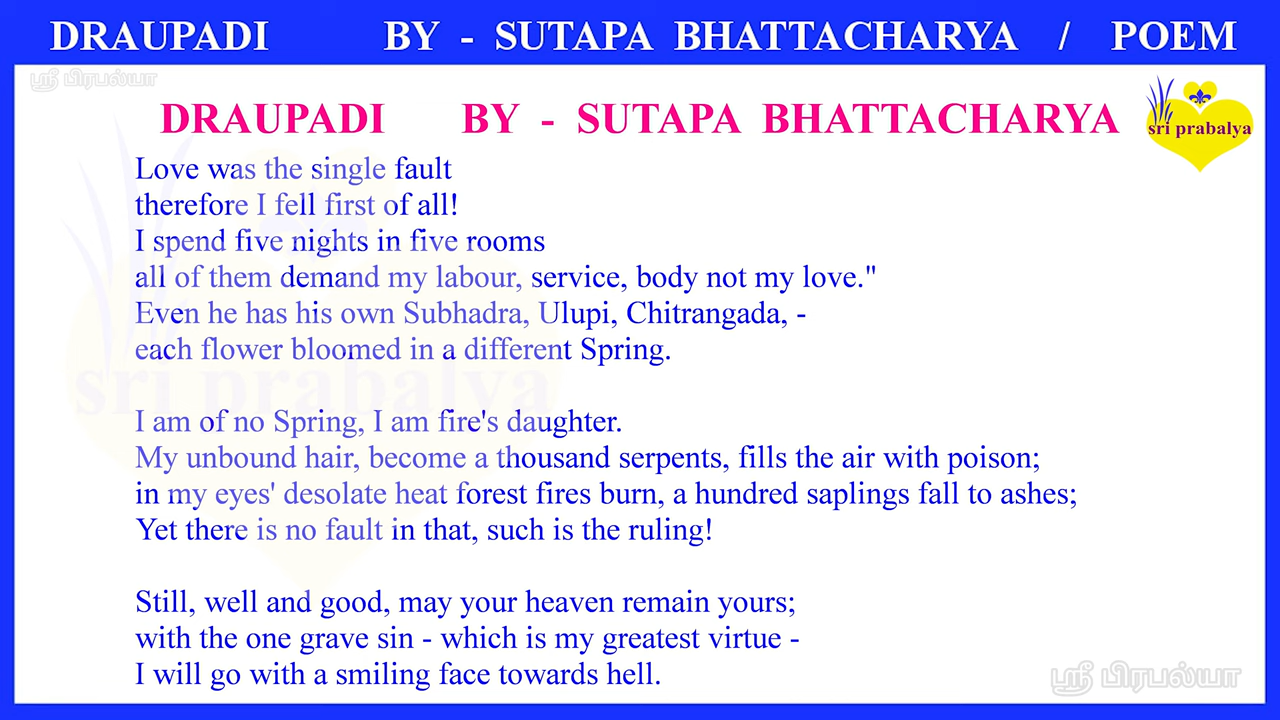 DRAUPADI BY - SUTAPA BHATTACHARYA / POEM
ஸ்ரீ பிரபல்யா
DRAUPADI BY - SUTAPA BHATTACHARYA
sri prabalya
Love was the single fault
therefore I fell first of all!
I spend five nights in five rooms
all of them demand my labour, service, body not my love."
Even he has his own Subhadra, Ulupi, Chitrangada, -
each flower bloomed in a different Spring.
sri prabalya
I am of no Spring, I am fire's daughter.
My unbound hair, become a thousand serpents, fills the air with poison;
in my eyes' desolate heat forest fires burn, a hundred saplings fall to ashes;
Yet there is no fault in that, such is the ruling!
Still, well and good, may your heaven remain yours;
with the one grave sin - which is my greatest virtue -
I will go with a smiling face towards hell.
ஸ்ரீ பிரபல்யா